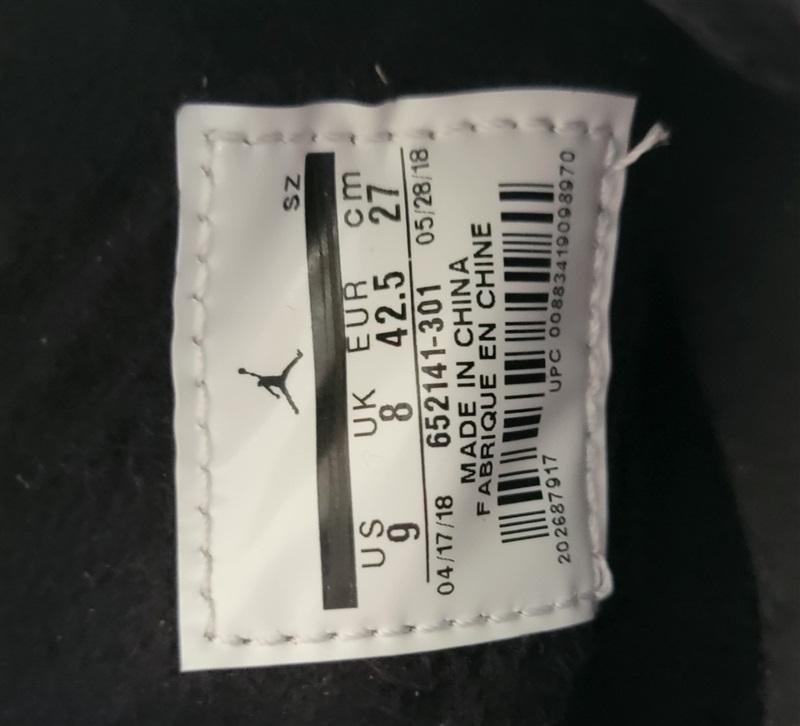 SZ
US UK EUR cm
9 8 42.5 27
04/17/18 652141-301 05/28/18
MADE IN CHINA
FABRIQUE EN CHINE
202687917 UPC 00883419098970